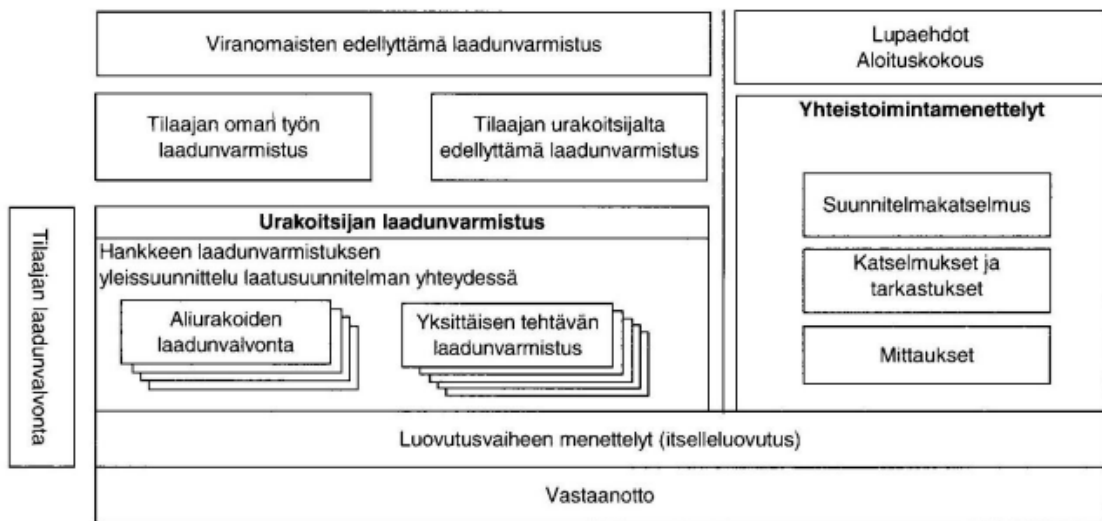 Viranomaisten edellyttämä laadunvarmistus
Lupaehdot
Aloituskokous
Tilaajan oman työn
laadunvarmistus
Tilaajan urakoitsijalta
edellyttämä laadunvarmistus
Yhteistoimintamenettelyt
Suunnitelmakatselmus
Katselmukset ja
tarkastukset
Mittaukset
Tilaajan laadunvalvonta
Urakoitsijan laadunvarmistus
Hankkeen laadunvarmistuksen
yleissuunnittelu laatusuunnitelman yhteydessä
Aliurakoiden
laadunvalvonta
Yksittäisen tehtävän
laadunvarmistus
Luovutusvaiheen menettelyt (itselleluovutus)
Vastaanotto